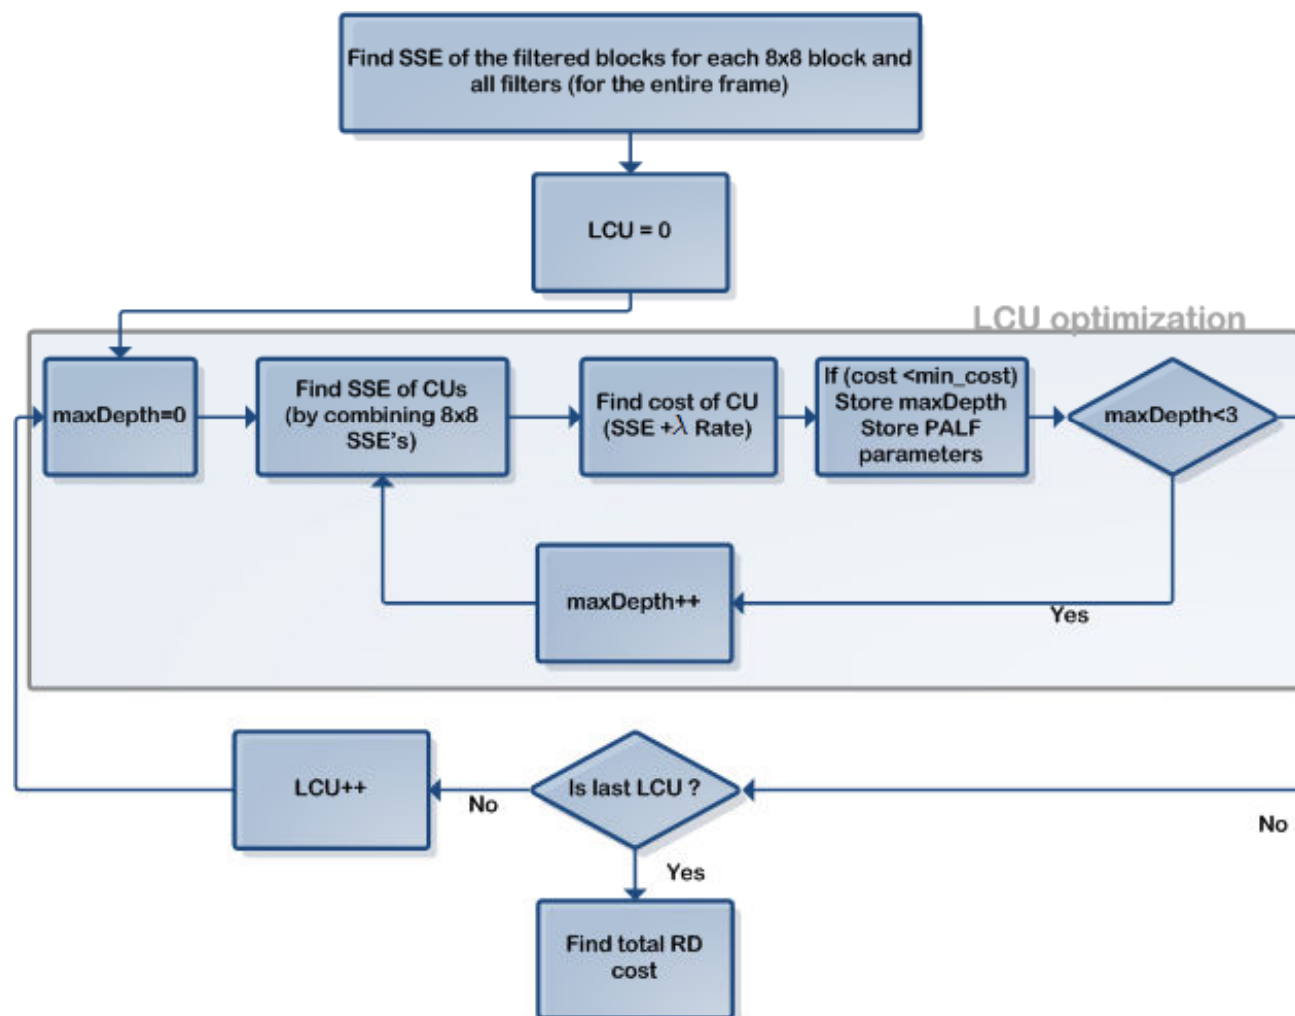 Find SSE of the filtered blocks for each 8x8 block and
all filters (for the entire frame)
LCU = 0
LCU optimization
maxDepth=0
Find SSE of CUs
(by combining 8x8
SSE's)
Find cost of CU
(SSE +λ Rate)
If (cost <min_cost)
Store maxDepth
Store PALF
parameters
maxDepth<3
maxDepth++
Yes
LCU++
No
Is last LCU ?
No
Yes
Find total RD
cost